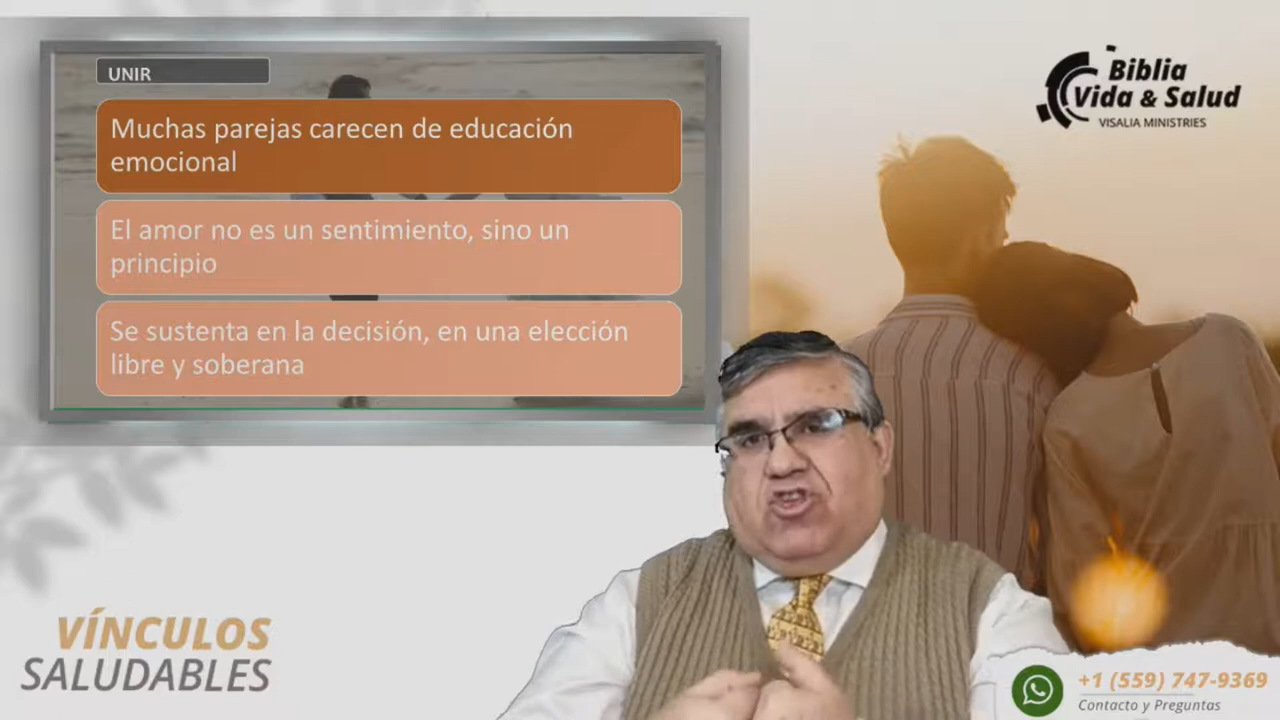 UNIR
Muchas parejas carecen de educación
emocional
El amor no es un sentimiento, sino un
principio
Se sustenta en la decisión, en una elección
libre y soberana
Biblia
Vida & Salud
VISALIA MINISTRIES
VÍNCULOS
SALUDABLES
+1 (559) 747-9369
Contacto y Preguntas